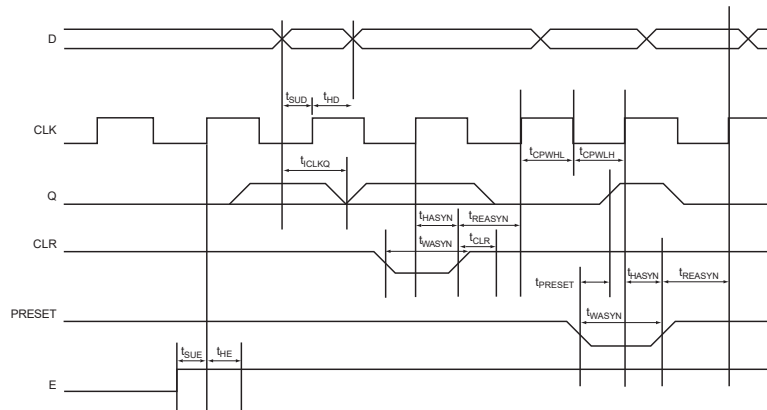 D
tSUD
tHD
CLK
tCPWHL
tCPWLH
tICLKQ
Q
tHASYN
tREASYN
tWASYN
tCLR
CLR
tPRESET
tHASYN
tREASYN
tWASYN
PRESET
tSUE
tHE
E